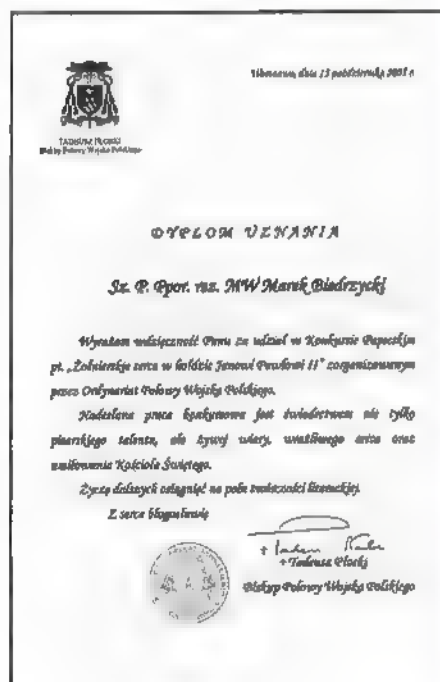 Warszawa, dnia 13 października 2005 r.
TADEUSZ PŁOSKI
Biskup Polowy Wojska Polskiego
DYPLOM UZNANIA
Sz. P. Ppor. rez. MW Marek Biedrzycki
Wyrażam wdzięczność Panu za udział w Konkursie Papieskim
pt. „Żołnierskie serca w hołdzie Janowi Pawłowi II" zorganizowanym
przez Ordynariat Polowy Wojska Polskiego.
Nadesłana praca konkursowa jest świadectwem nie tylko
pisarskiego talentu, ale żywej wiary, wrażliwego serca oraz
umiłowania Kościoła Świętego.
Życzę dalszych osiągnięć na polu twórczości literackiej.
Z serca błogosławię
+ Tadeusz Płoski
Biskup Polowy Wojska Polskiego